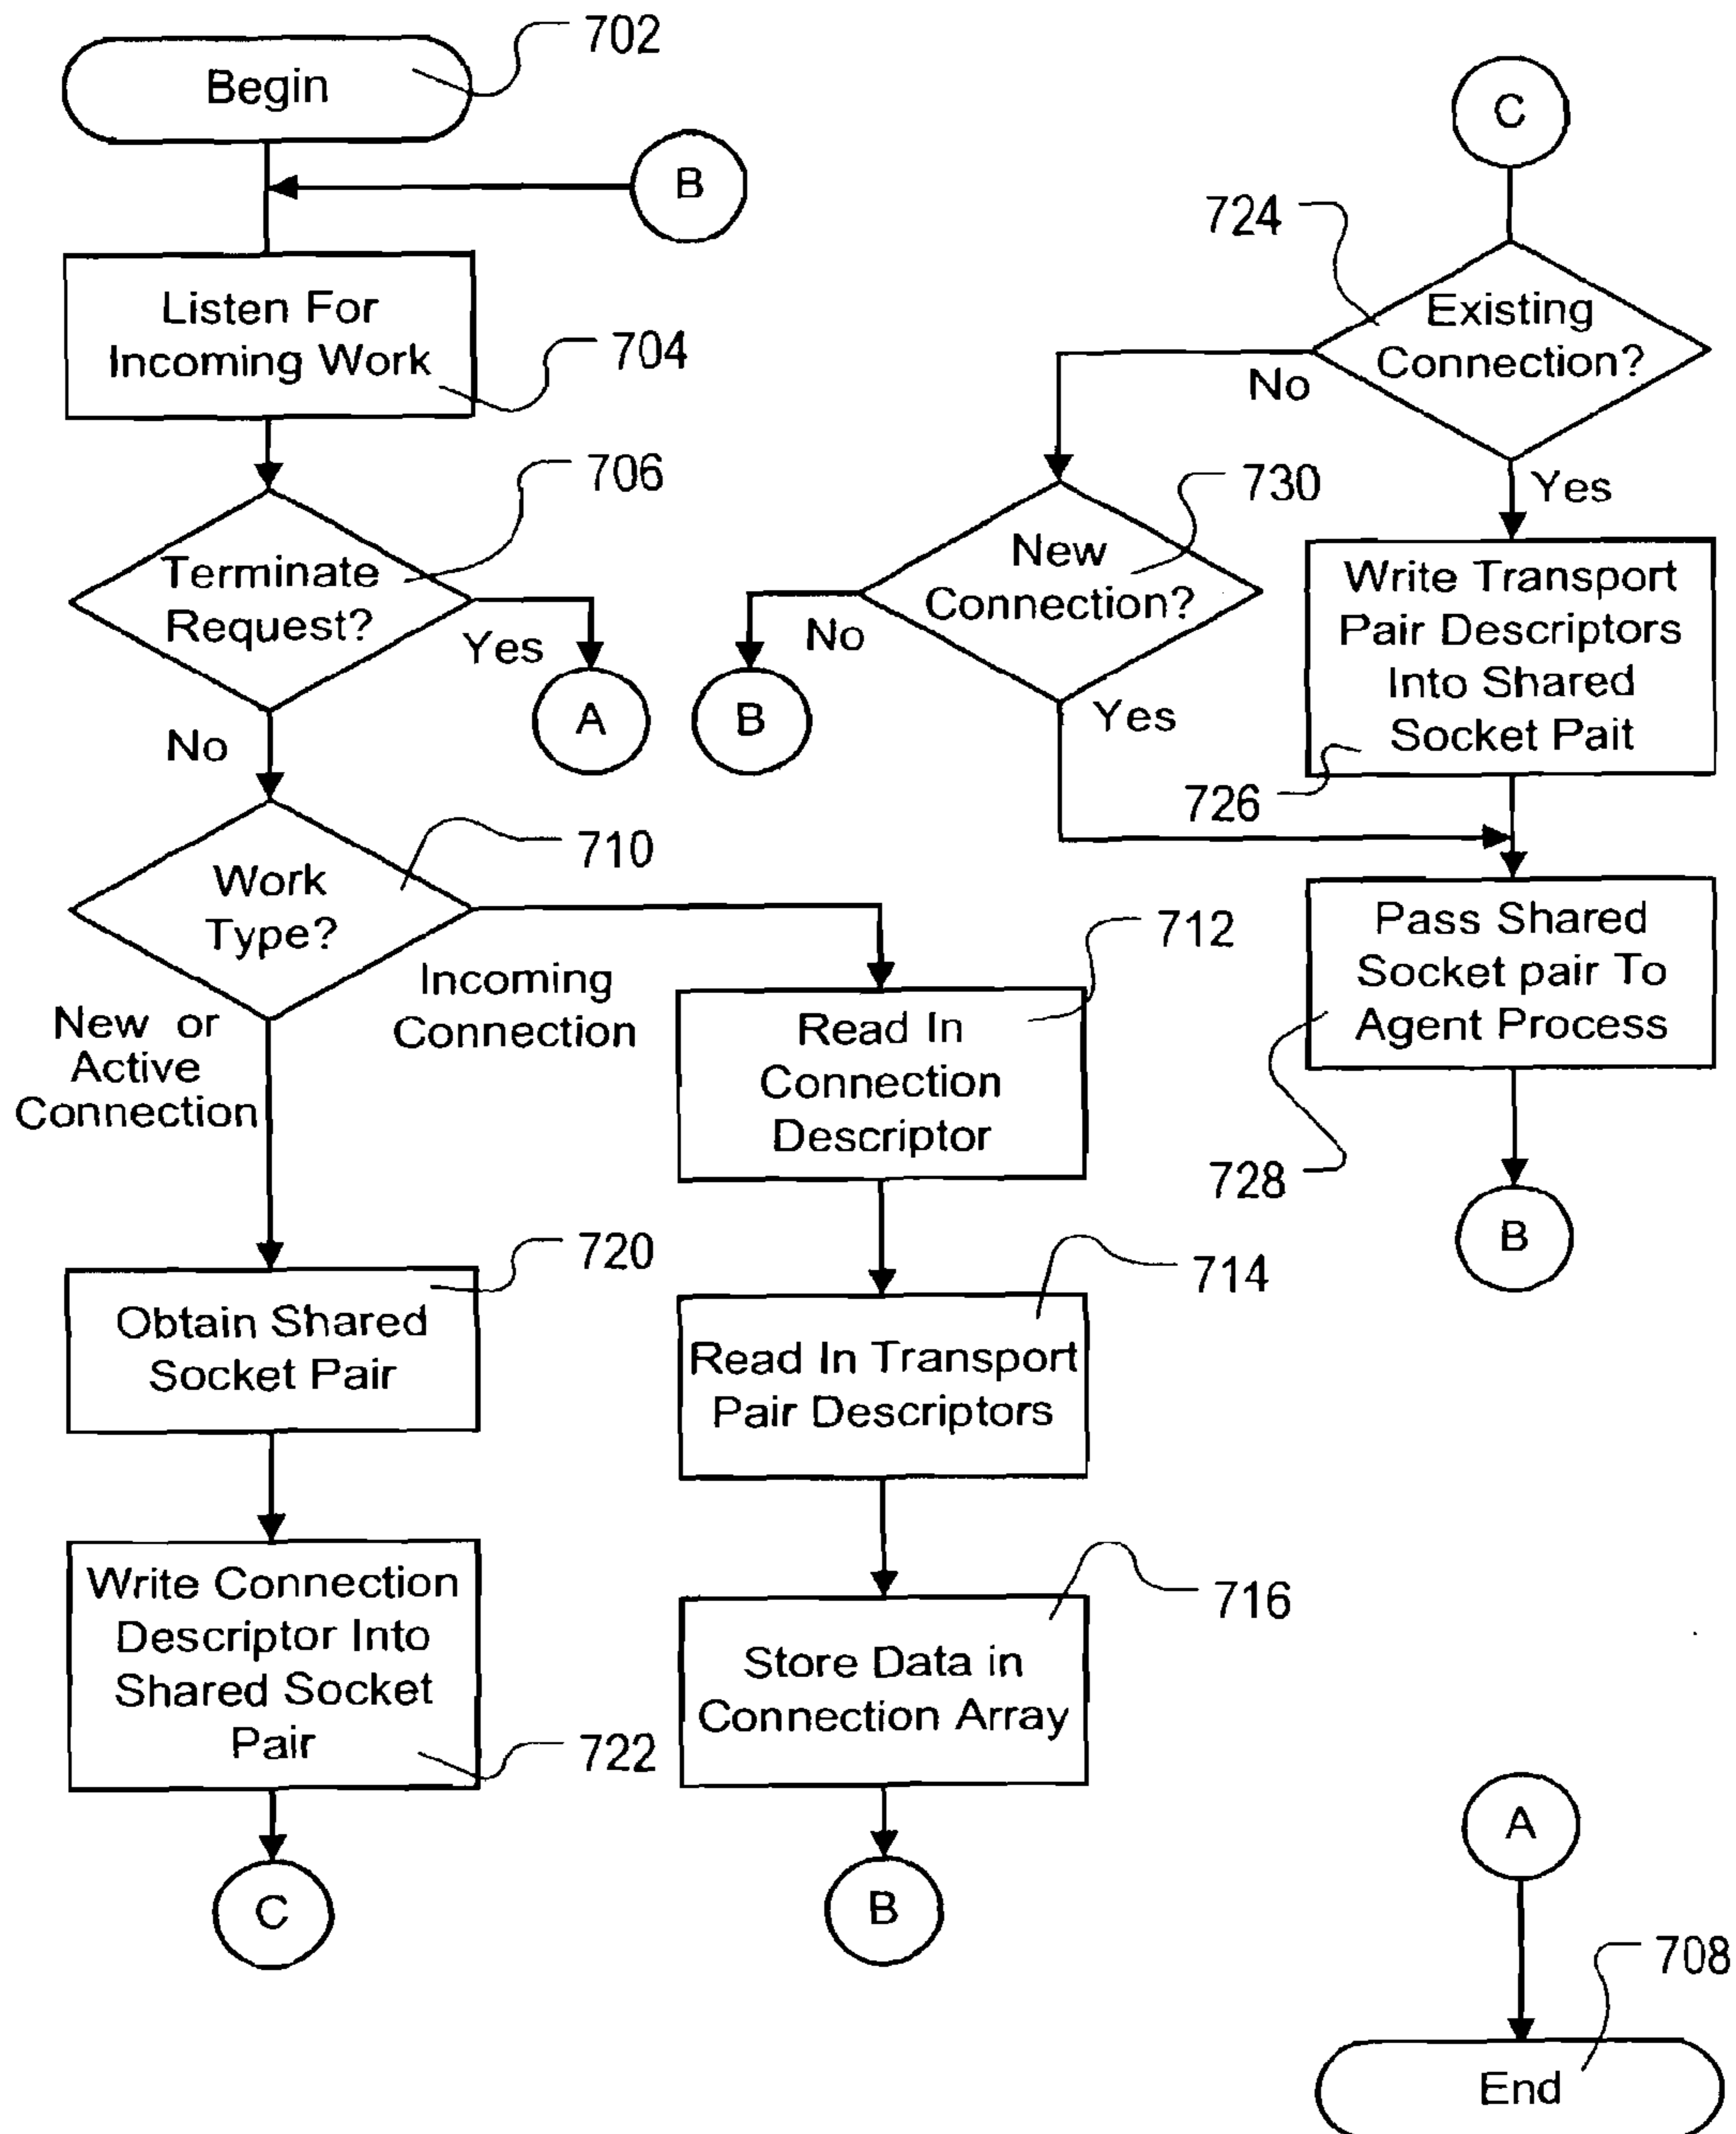 702
Begin
B
Listen For
Incoming Work
704
706
Terminate
Request?
Yes
A
No
710
Work
Type?
Incoming
Connection
New or
Active
Connection
712
Read In
Connection
Descriptor
714
Read In Transport
Pair Descriptors
716
Store Data in
Connection Array
B
720
Obtain Shared
Socket Pair
Write Connection
Descriptor Into
Shared Socket
Pair
722
C
C
724
Existing
Connection?
No
Yes
730
New
Connection?
No
B
Yes
Write Transport
Pair Descriptors
Into Shared
Socket Pait
726
Pass Shared
Socket pair To
Agent Process
728
B
A
708
End